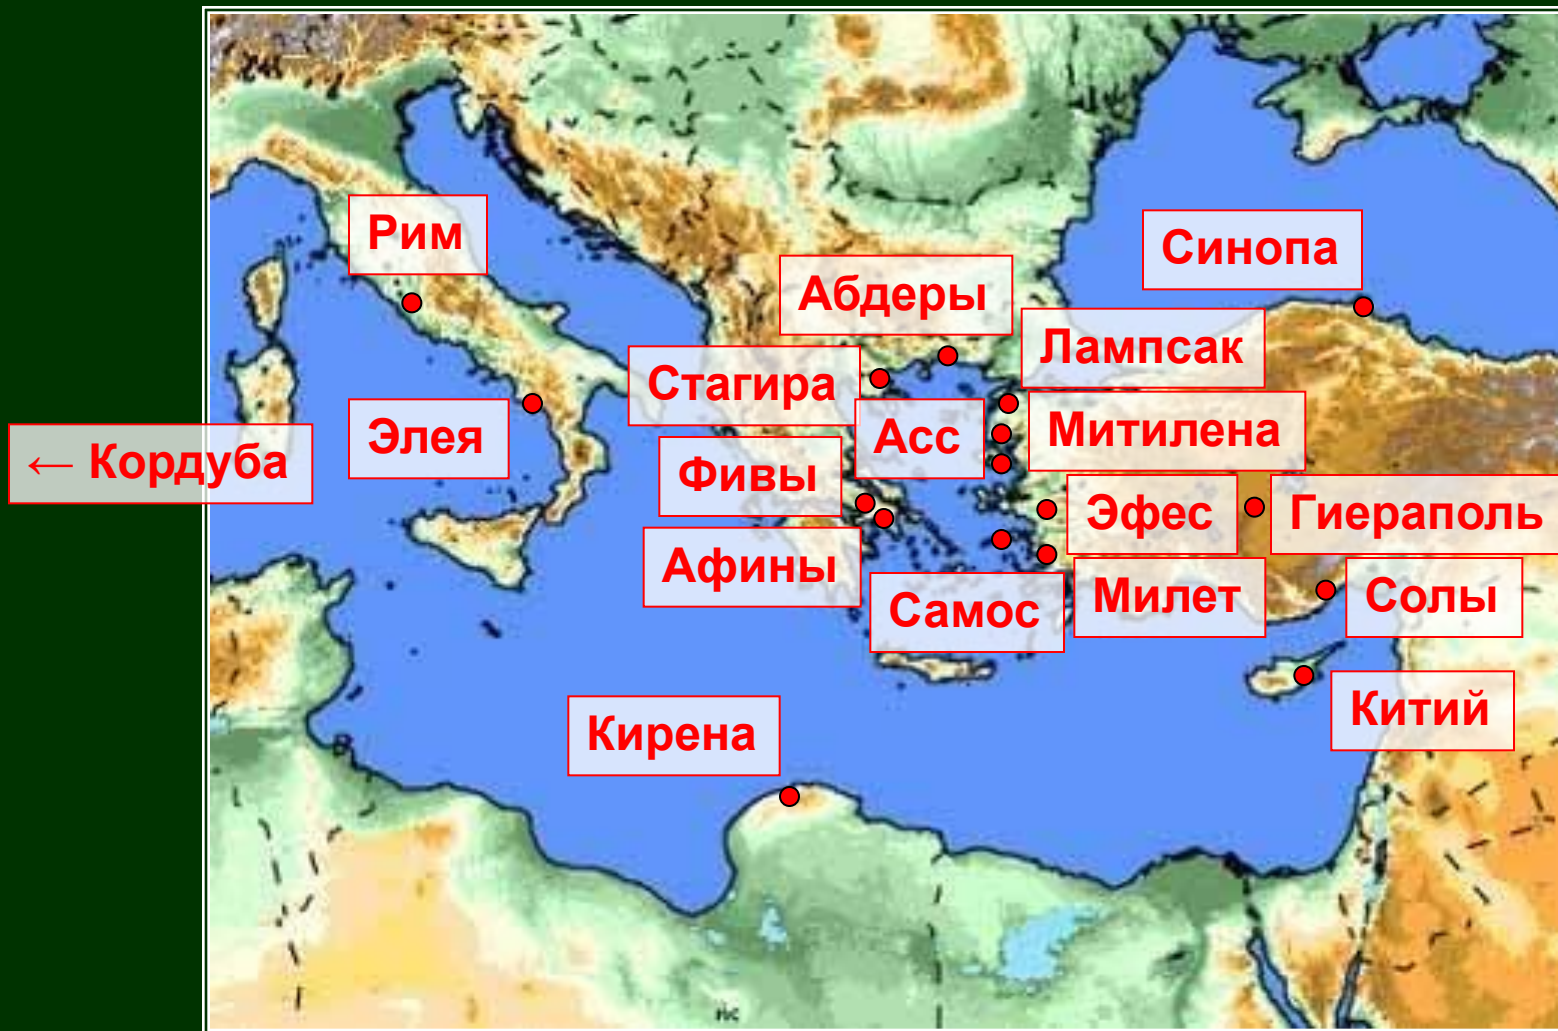 Рим
Синопа
Абдеры
Лампсак
Стагира
Асс
Митилена
Элея
← Кордуба
Фивы
Эфес
Гиераполь
Афины
Самос
Милет
Солы
Китий
Кирена